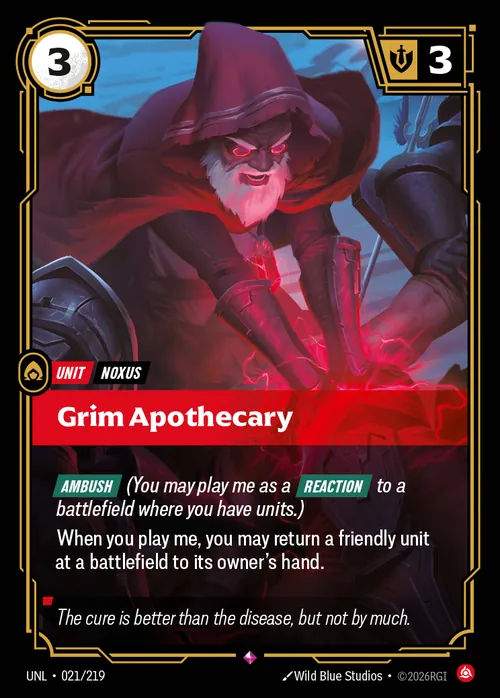 3
3
UNIT NOXUS
Grim Apothecary
AMBUSH (You may play me as a REACTION to a
battlefield where you have units.)
When you play me, you may return a friendly unit
at a battlefield to its owner's hand.
The cure is better than the disease, but not by much.
UNL • 021/219 Wild Blue Studios • ©2026RGI